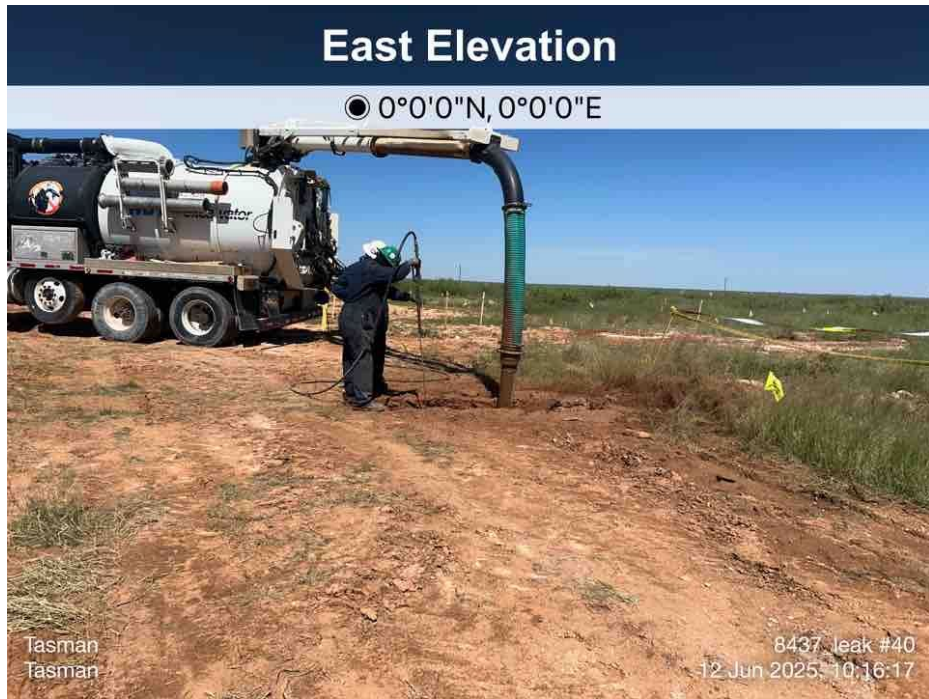 East Elevation
0°0'0"N, 0°0'0"E
Tasman
Tasman
8437, leak #40
12 Jun 2025, 10:16:17